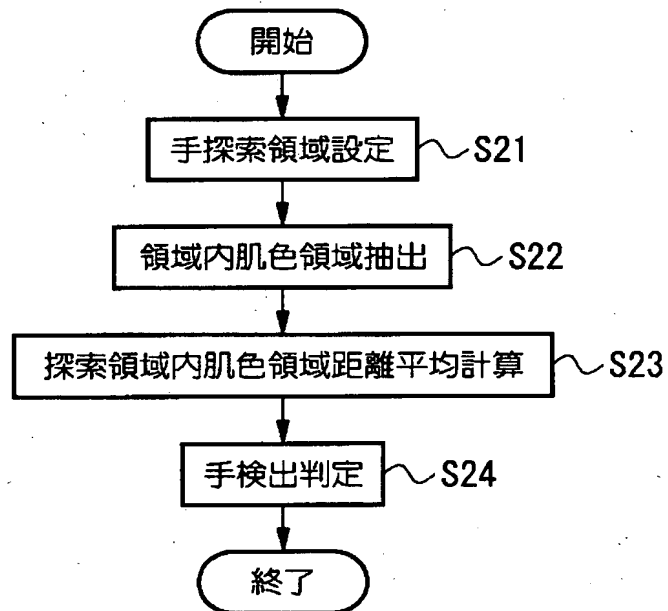 開始
手探索領域設定 S21
領域内肌色領域抽出 S22
探索領域内肌色領域距離平均計算 S23
手検出判定 S24
終了